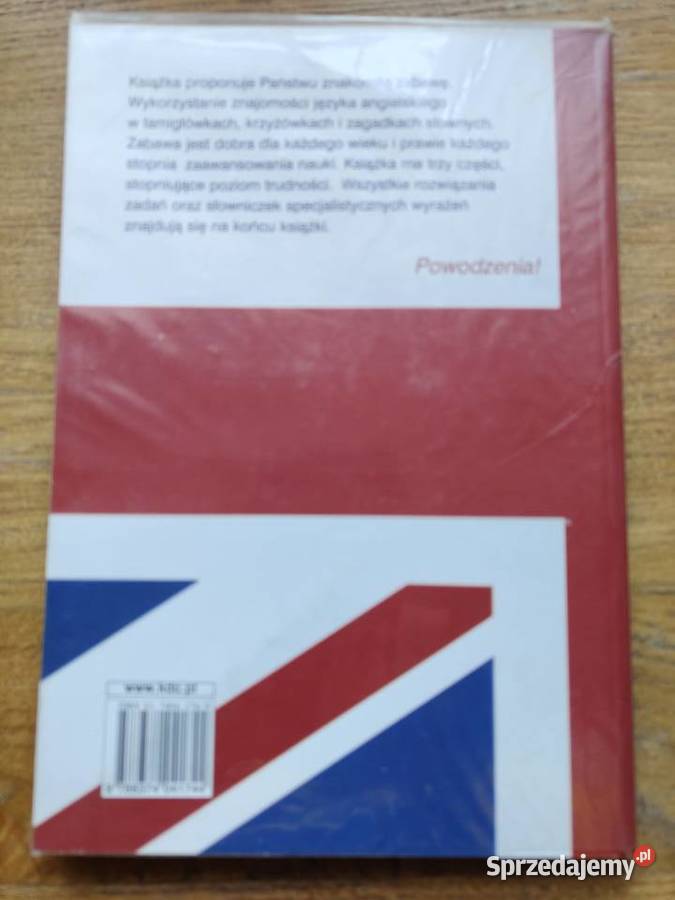 Książka proponuje Państwu znakomitą zabawę.
Wykorzystanie znajomości języka angielskiego
w łamigłówkach, krzyżówkach i zagadkach słownych.
Zabawa jest dobra dla każdego wieku i prawie każdego
stopnia zaawansowania nauki. Książka ma trzy części,
stopniujące poziom trudności. Wszystkie rozwiązania
zadań oraz słowniczek specjalistycznych wyrażeń
znajdują się na końcu książki.
Powodzenia!
www.kdc.pl
Sprzedajemy.pl